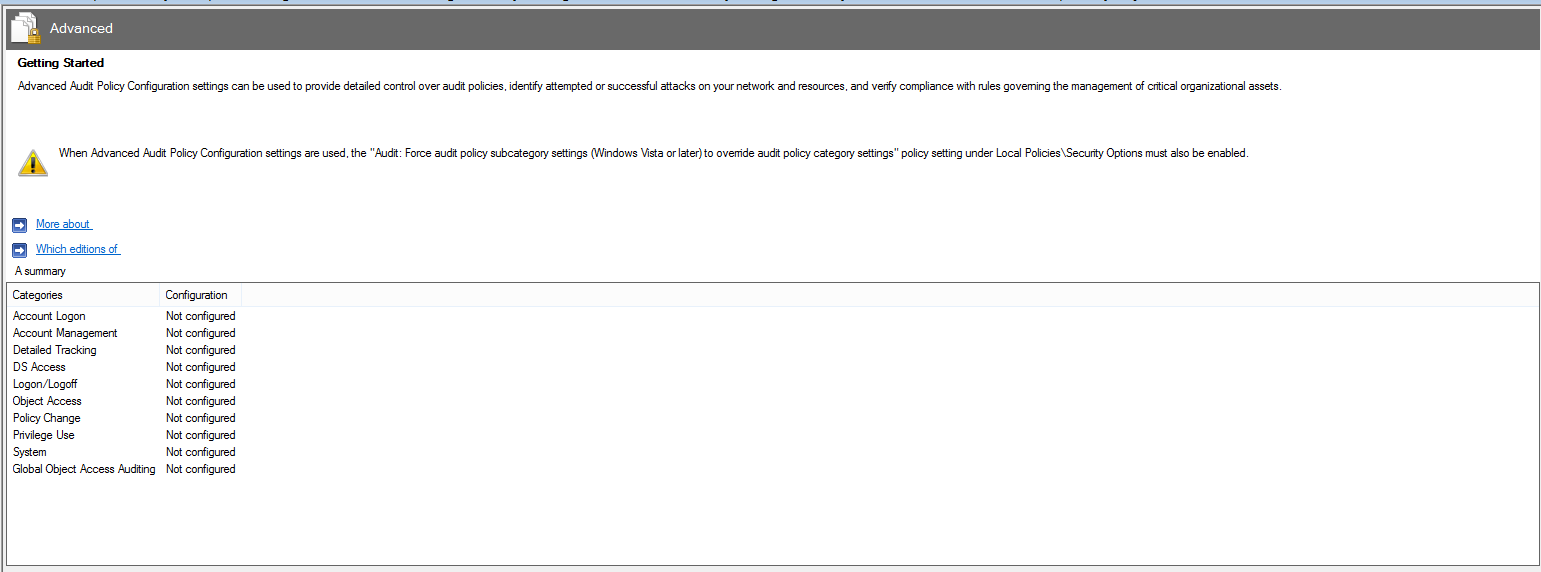 Advanced
Getting Started
Advanced Audit Policy Configuration settings can be used to provide detailed control over audit policies, identify attempted or successful attacks on your network and resources, and verify compliance with rules governing the management of critical organizational assets.
When Advanced Audit Policy Configuration settings are used, the "Audit: Force audit policy subcategory settings (Windows Vista or later) to override audit policy category settings" policy setting under Local Policies\Security Options must also be enabled.
More about
Which editions of
A summary
Categories Configuration
Account Logon Not configured
Account Management Not configured
Detailed Tracking Not configured
DS Access Not configured
Logon/Logoff Not configured
Object Access Not configured
Policy Change Not configured
Privilege Use Not configured
System Not configured
Global Object Access Auditing Not configured